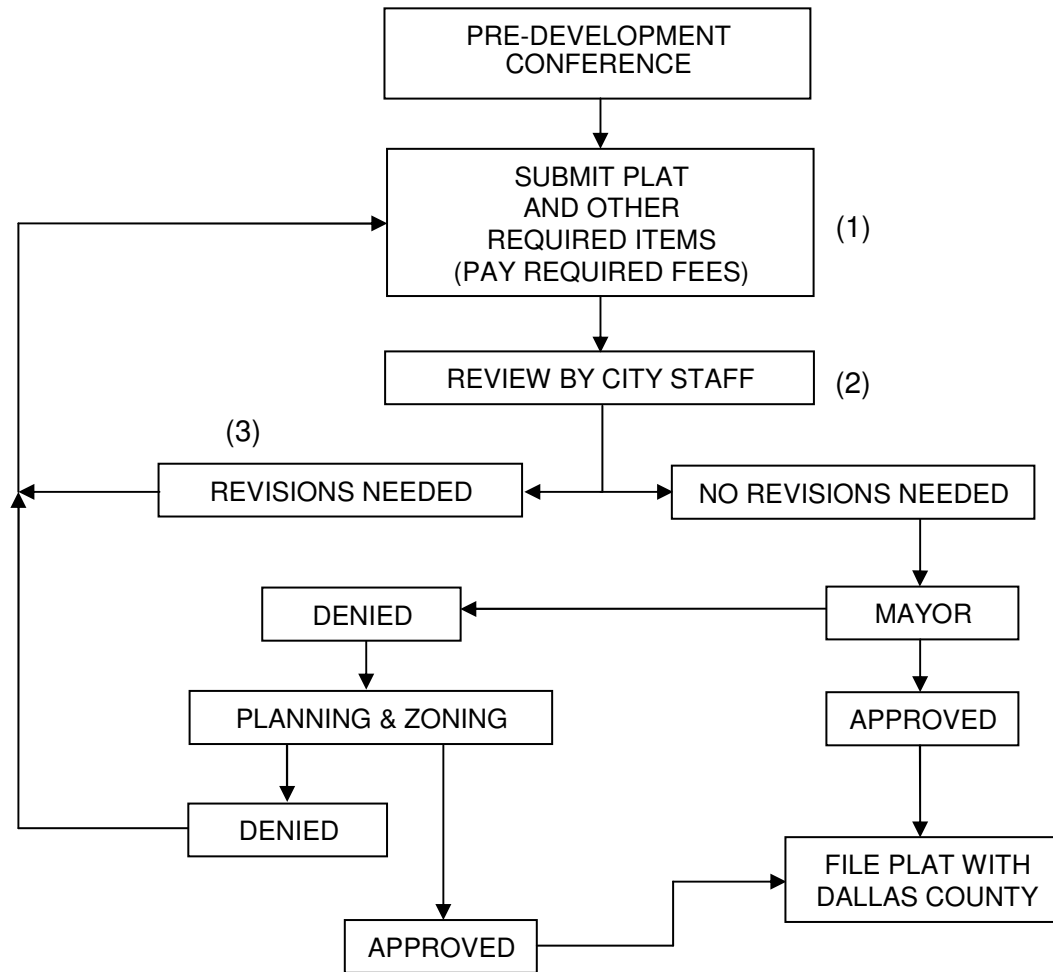 PRE-DEVELOPMENT
CONFERENCE
SUBMIT PLAT
AND OTHER
REQUIRED ITEMS
(PAY REQUIRED FEES)
(1)
REVIEW BY CITY STAFF
(2)
(3)
REVISIONS NEEDED
NO REVISIONS NEEDED
DENIED
MAYOR
PLANNING & ZONING
APPROVED
DENIED
FILE PLAT WITH
DALLAS COUNTY
APPROVED